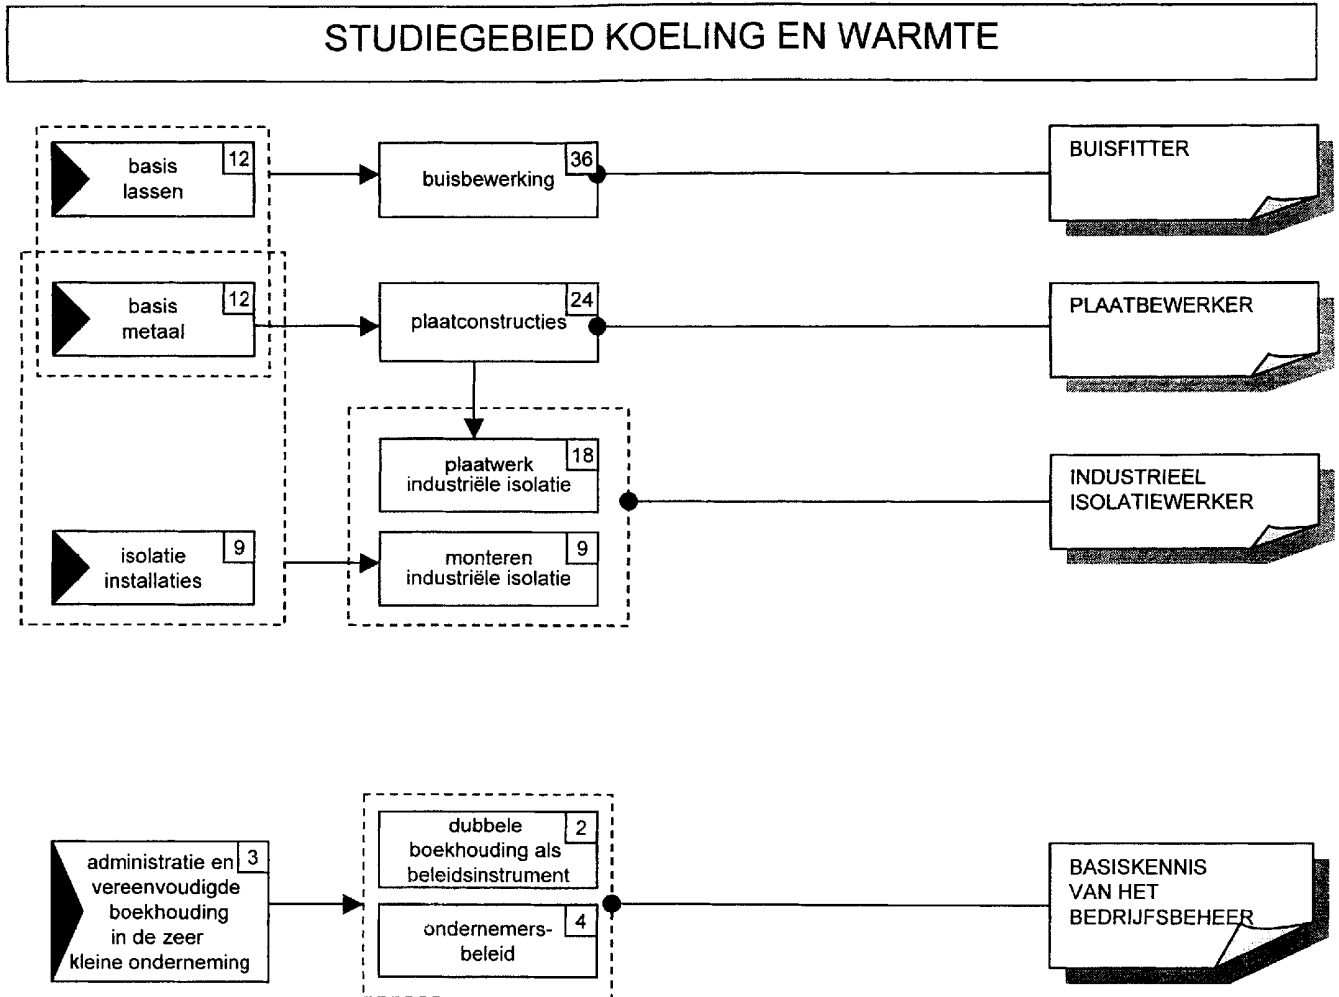 STUDIEGEBIED KOELING EN WARMTE
basis
lassen
12
buisbewerking
36
BUISFITTER
basis
metaal
12
plaatconstructies
24
PLAATBEWERKER
plaatwerk
industriële isolatie
18
INDUSTRIEEL
ISOLATIEWERKER
isolatie
installaties
9
monteren
industriële isolatie
9
administratie en
vereenvoudigde
boekhouding
in de zeer
kleine onderneming
3
dubbele
boekhouding als
beleidsinstrument
2
ondernemers-
beleid
4
BASISKENNIS
VAN HET
BEDRIJFSBEHEER